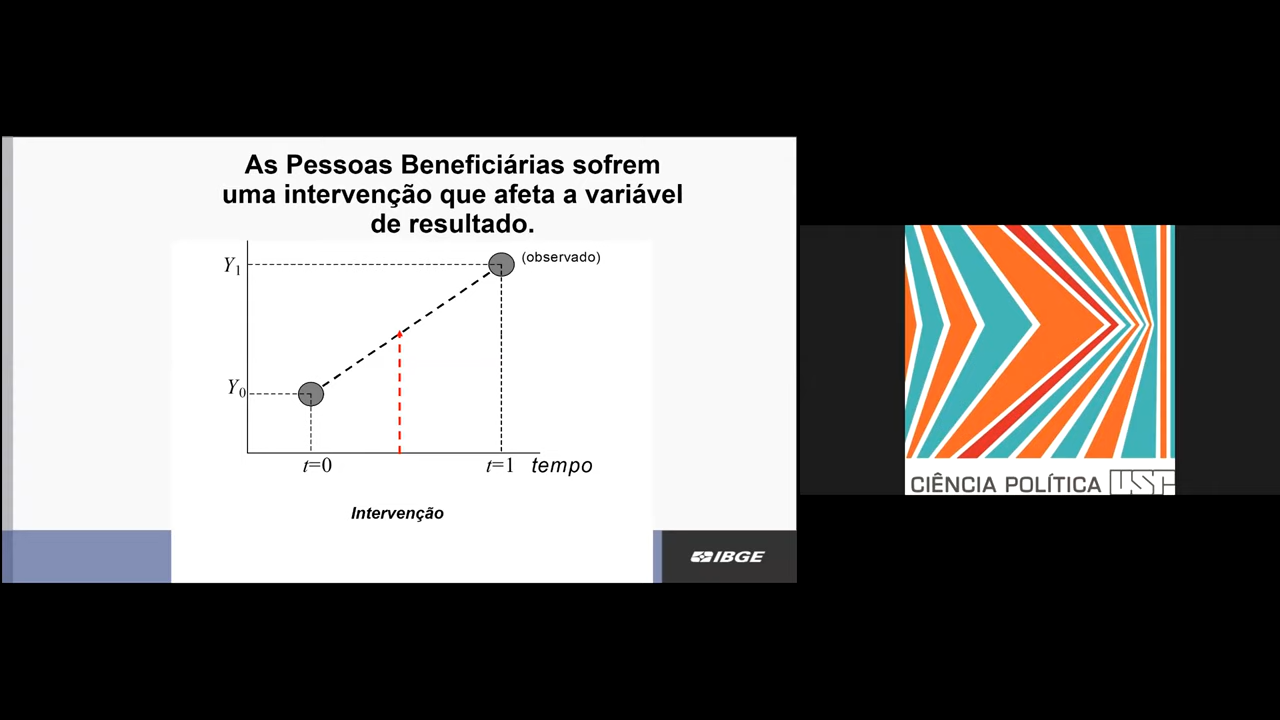 As Pessoas Beneficiárias sofrem
uma intervenção que afeta a variável
de resultado.
Y1
(observado)
Y0
t=0
t=1
tempo
Intervenção
IBGE
CIÊNCIA POLÍTICA USP